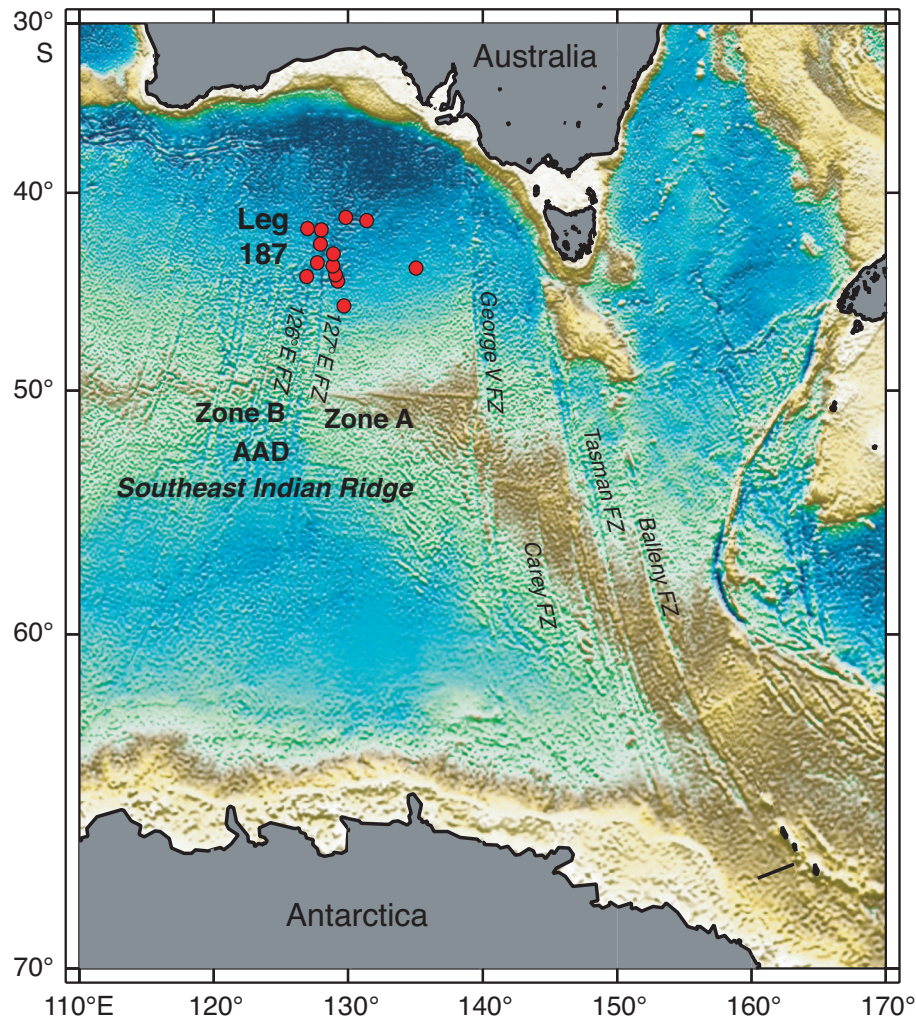 30°
S
Australia
40°
Leg
187
George V FZ
126° E FZ
127° E FZ
50°
Zone B
Zone A
AAD
Southeast Indian Ridge
Tasman FZ
Balleny FZ
Carey FZ
60°
Antarctica
70°
110°E
120°
130°
140°
150°
160°
170°